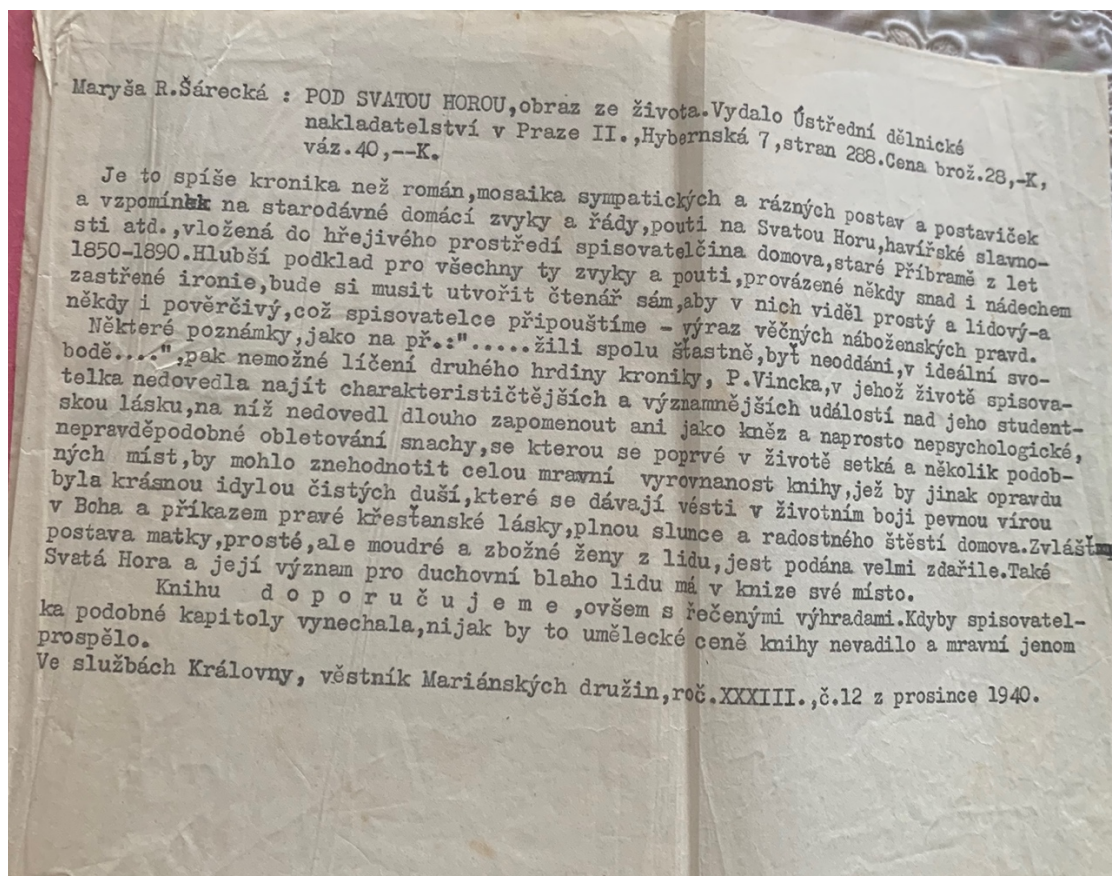 Maryša R.Šárecká : POD SVATOU HOROU,obraz ze života.Vydalo Ústřední dělnické
nakladatelství v Praze II.,Hybernská 7,stran 288.Cena brož.28,-K,
váz.40,--K.
Je to spíše kronika než román,mosaika sympatických a rázných postav a postaviček
a vzpomínek na starodávné domácí zvyky a řády,pouti na Svatou Horu,havířské slavno-
sti atd.,vložená do hřejivého prostředí spisovatelčina domova,staré Příbramě z let
1850-1890.Hlubší podklad pro všechny ty zvyky a pouti,provázené někdy snad i nádechem
zastřené ironie,bude si musit utvořit čtenář sám,aby v nich viděl prostý a lidový-a
někdy i pověrčivý,což spisovatelce připouštíme - výraz věčných náboženských pravd.
Některé poznámky,jako na př.:".....žili spolu šťastně,byť neoddáni,v ideální svo-
bodě....",pak nemožné líčení druhého hrdiny kroniky, P.Vincka,v jehož životě spisova-
telka nedovedla najít charakterističtějších a významnějších událostí nad jeho student-
skou lásku,na níž nedovedl dlouho zapomenout ani jako kněz a naprosto nepsychologické,
nepravděpodobné obletování snachy,se kterou se poprvé v životě setká a několik podob-
ných míst,by mohlo znehodnotit celou mravní vyrovnanost knihy,jež by jinak opravdu
byla krásnou idylou čistých duší,které se dávají vésti v životním boji pevnou vírou
v Boha a příkazem pravé křesťanské lásky,plnou slunce a radostného štěstí domova.Zvlášť
postava matky,prosté,ale moudré a zbožné ženy z lidu,jest podána velmi zdařile.Také
Svatá Hora a její význam pro duchovní blaho lidu má v knize své místo.
Knihu d o p o r u č u j e m e ,ovšem s řečenými výhradami.Kdyby spisovatel-
ka podobné kapitoly vynechala,nijak by to umělecké ceně knihy nevadilo a mravní jenom
prospělo.
Ve službách Královny, věstník Mariánských družin,roč.XXXIII.,č.12 z prosince 1940.